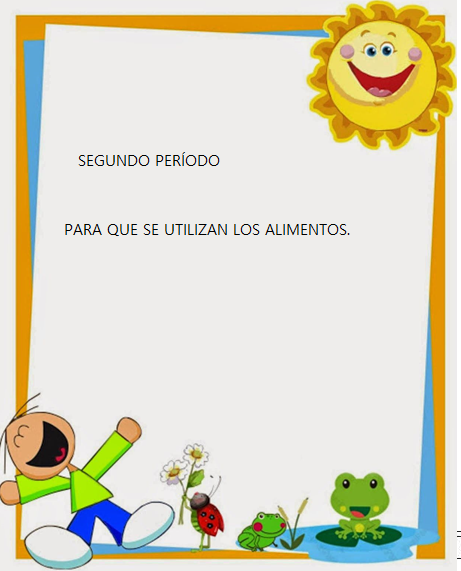 SEGUNDO PERÍODO
PARA QUE SE UTILIZAN LOS ALIMENTOS.